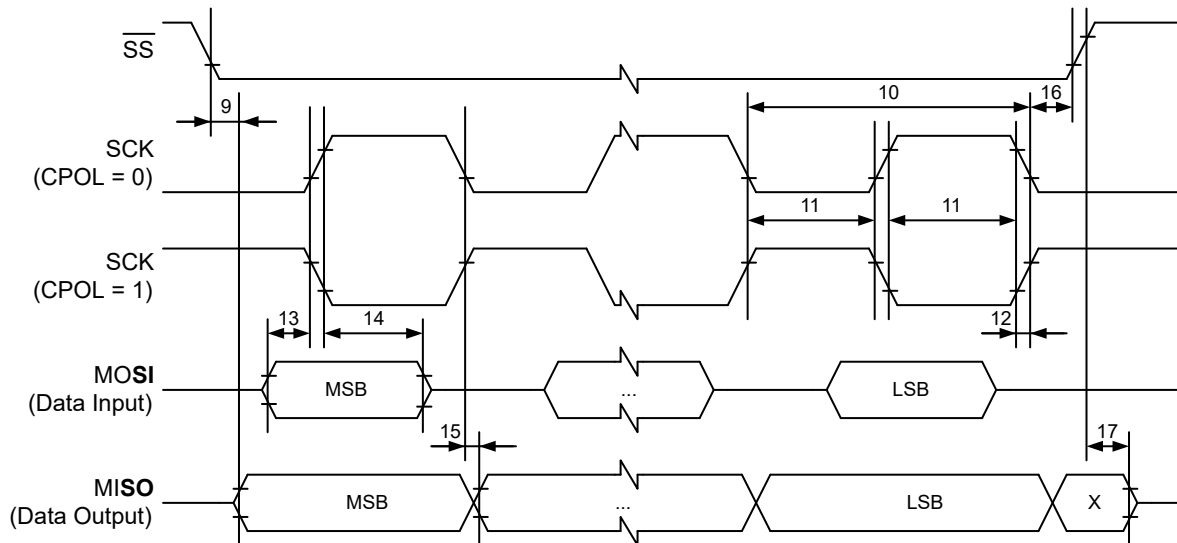 SS
9
10
16
SCK
(CPOL = 0)
11
11
SCK
(CPOL = 1)
13
14
12
MOSI
(Data Input)
MSB
...
LSB
15
17
MISO
(Data Output)
MSB
...
LSB
X